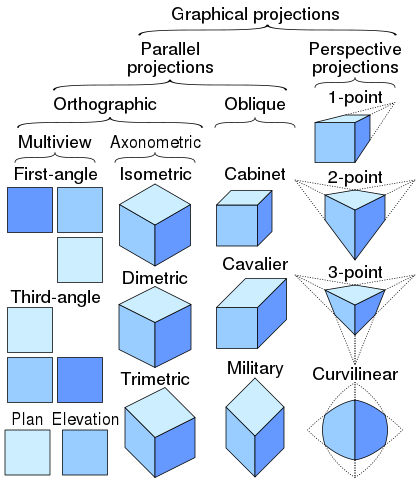 Graphical projections
Parallel
projections
Perspective
projections
Orthographic
Oblique
1-point
Multiview
Axonometric
First-angle
Isometric
Cabinet
2-point
Cavalier
3-point
Dimetric
Third-angle
Trimetric
Military
Curvilinear
Plan
Elevation